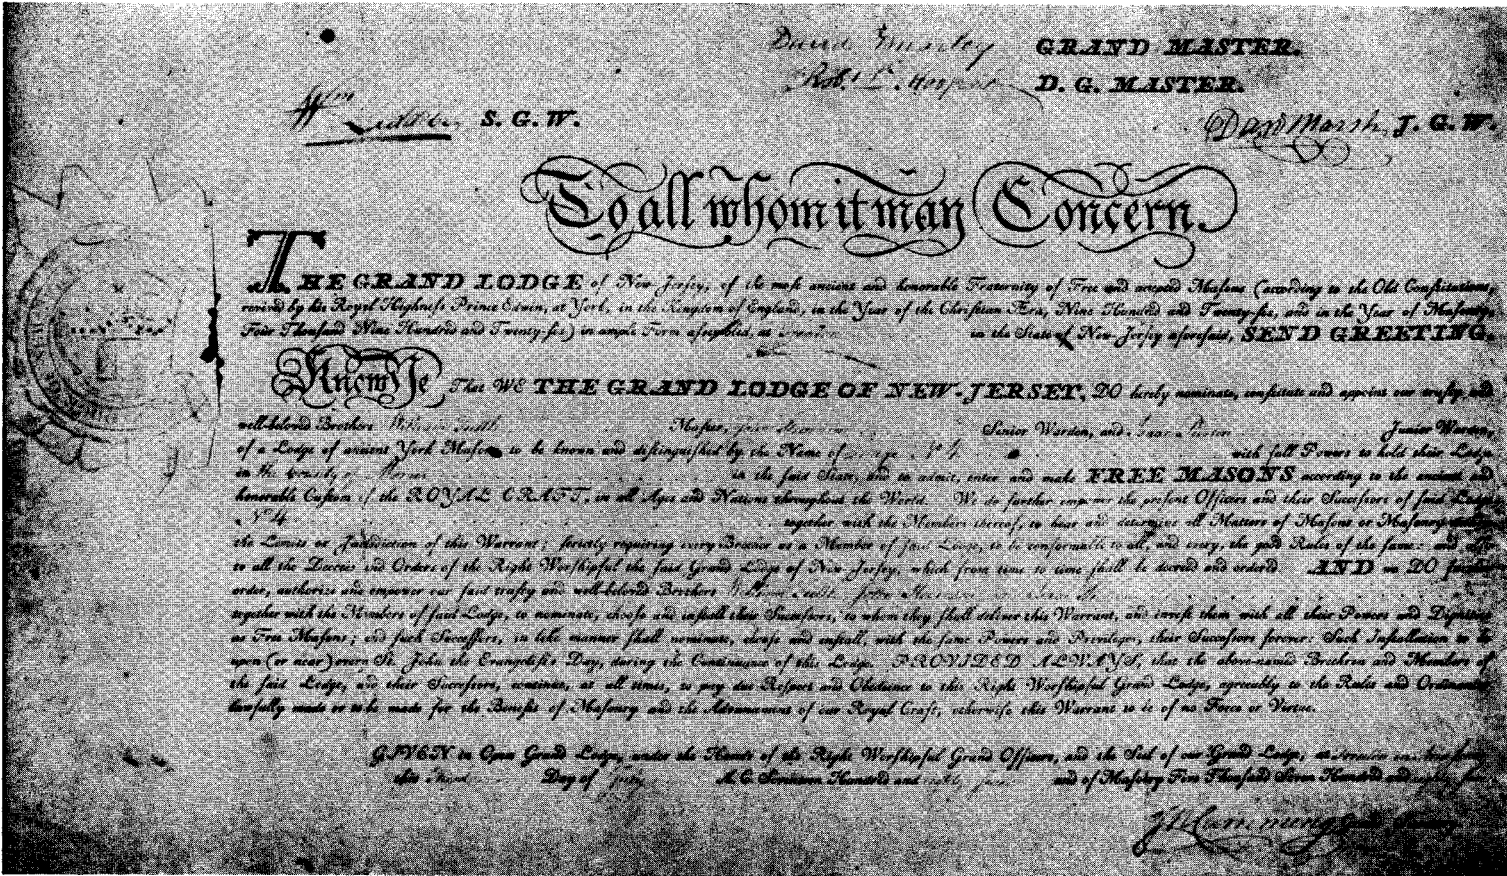 GRAND MASTER.
D. G. MASTER.
Wm S. G. W.
David Marsh, J. G. W.
To all whom it may Concern.
THE GRAND LODGE of New Jersey, of the most ancient and honorable Fraternity of Free and accepted Masons (according to the Old Constitutions,
revived by his Royal Highness Prince Edwin, at York, in the Kingdom of England, in the Year of the Christian Æra, Nine Hundred and Twenty-six, and in the Year of Masonry,
Four Thousand Nine Hundred and Twenty-six) in ample Form assembled, at in the State of New-Jersey aforesaid, SEND GREETING.
Know Ye That WE THE GRAND LODGE OF NEW-JERSEY, DO hereby nominate, constitute and appoint our trusty and
well-beloved Brothers Master, Senior Warden, and Junior Warden,
of a Lodge of ancient York Masons to be known and distinguished by the Name of No 4 with full Powers to hold their Lodge
in the county of in the said State, and to admit, enter and make FREE MASONS according to the ancient and
honorable Custom of the ROYAL CRAFT, in all Ages and Nations throughout the World. We do further empower the present Officers and their Successors of said Lodge
No 4 together with the Members thereof, to hear and determine all Matters of Masons or Masonry
the Limits or Jurisdiction of this Warrant; strictly requiring every Brother as a Member of said Lodge, to be conformable to all, and every, the good Rules of the same: and
to all the Decrees and Orders of the Right Worshipful the said Grand Lodge of New Jersey, which from time to time shall be decreed and ordered AND we DO further
order, authorize and empower our said trusty and well-beloved Brothers
together with the Members of said Lodge, to nominate, choose and install their Successors, to whom they shall deliver this Warrant, and invest them with all their Powers and Dignities
as Free Masons; and such Successors, in like manner shall nominate, choose and install, with the same Powers and Privileges, their Successors forever: Such Installation to be
upon (or near) every St. John the Evangelist's Day, during the Continuance of this Lodge. PROVIDED ALWAYS, that the above-named Brethren and Members of
the said Lodge, and their Successors, continue, at all times, to pay due Respect and Obedience to this Right Worshipful Grand Lodge, agreeably to the Rules and Ordinances
lawfully made or to be made for the Benefit of Masonry and the Advancement of our Royal Craft, otherwise this Warrant to be of no Force or Virtue.
GIVEN in Open Grand Lodge, under the Hands of the Right Worshipful Grand Officers, and the Seal of our Grand Lodge, at
this Day of A. C. Seventeen Hundred and and of Masonry Five Thousand Seven Hundred and